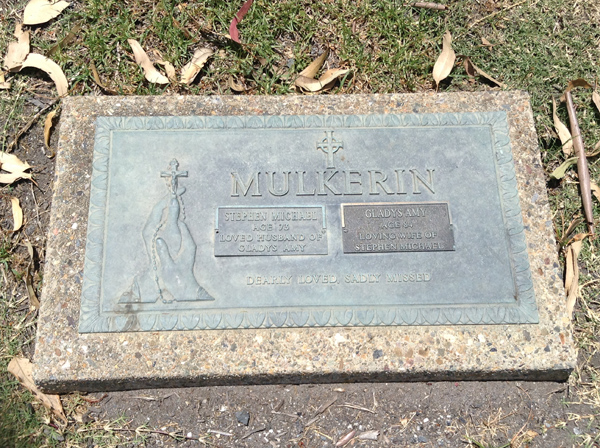 MULKERIN
STEPHEN MICHAEL
AGE 73
LOVED HUSBAND OF
GLADYS AMY
GLADYS AMY
AGE
LOVING WIFE OF
STEPHEN MICHAEL
DEARLY LOVED, SADLY MISSED